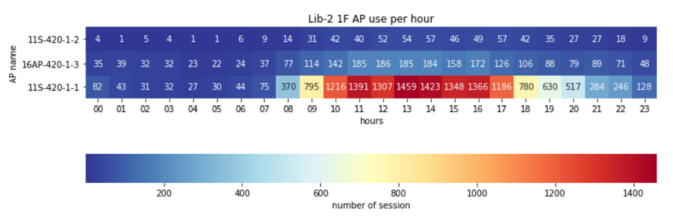 Lib-2 1F AP use per hour
AP name
11S-420-1-2 4 1 5 4 1 1 6 9 14 31 42 40 52 54 57 46 49 57 42 35 27 27 18 9
16AP-420-1-3 35 39 32 32 23 22 24 37 77 114 142 185 186 185 184 158 172 126 106 88 79 89 71 48
11S-420-1-1 82 43 31 32 27 30 44 75 370 795 1216 1391 1307 1459 1423 1348 1366 1186 780 630 517 284 246 128
00 01 02 03 04 05 06 07 08 09 10 11 12 13 14 15 16 17 18 19 20 21 22 23
hours
200 400 600 800 1000 1200 1400
number of session